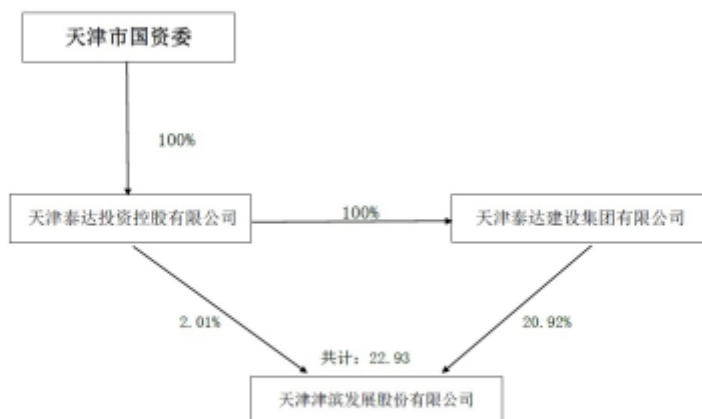 天津市国资委
100%
天津泰达投资控股有限公司
100%
天津泰达建设集团有限公司
2.01%
20.92%
共计：22.93
天津津滨发展股份有限公司